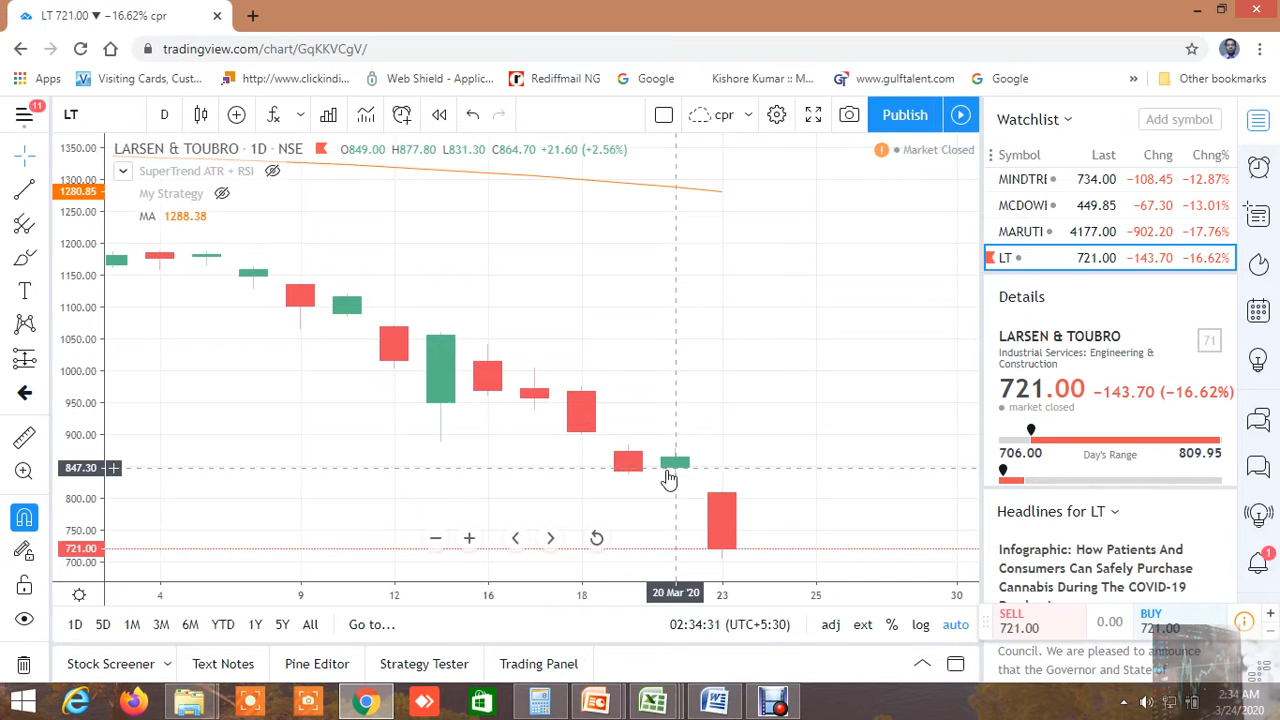 LT 721.00 ▼ −16.62% cpr
tradingview.com/chart/GqKKVCgV/
Apps Visiting Cards, Cust... http://www.clickindi... Web Shield - Applic... Rediffmail NG Google Kishore Kumar :: M... www.gulftalent.com Google » Other bookmarks
11 LT D cpr Publish Watchlist Add symbol
LARSEN & TOUBRO · 1D · NSE O849.00 H877.80 L831.30 C864.70 +21.60 (+2.56%) Market Closed
SuperTrend ATR + RSI
My Strategy
MA 1288.38
1350.00
1280.85
1250.00
1200.00
1150.00
1100.00
1050.00
1000.00
950.00
900.00
847.30
800.00
750.00
721.00
700.00
4 9 12 16 18 20 Mar '20 23 25 30
Symbol Last Chng Chng%
MINDTRE 734.00 −108.45 −12.87%
MCDOWI 449.85 −67.30 −13.01%
MARUTI 4177.00 −902.20 −17.76%
LT 721.00 −143.70 −16.62%
Details
LARSEN & TOUBRO 71
Industrial Services: Engineering &
Construction
721.00 −143.70 (−16.62%)
market closed
706.00 Day's Range 809.95
Headlines for LT
Infographic: How Patients And
Consumers Can Safely Purchase
Cannabis During The COVID-19
SELL 0.00 BUY
721.00 721.00
Council. We are pleased to announce
that the Governor and State of
1
1D 5D 1M 3M 6M YTD 1Y 5Y All Go to... 02:34:31 (UTC+5:30) adj ext % log auto
Stock Screener Text Notes Pine Editor Strategy Tester Trading Panel
2:34 AM
3/24/2020